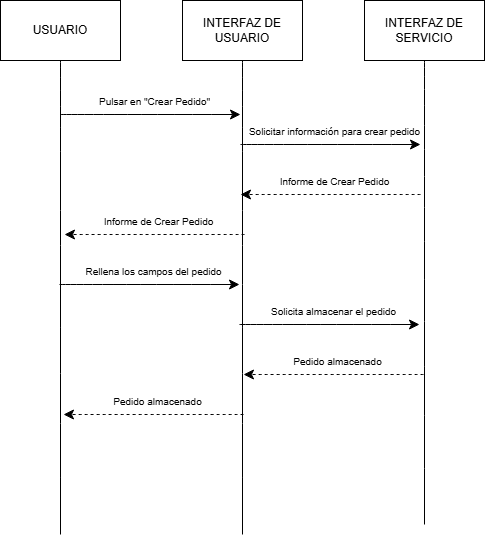 USUARIO
INTERFAZ DE
USUARIO
INTERFAZ DE
SERVICIO
Pulsar en "Crear Pedido"
Solicitar información para crear pedido
Informe de Crear Pedido
Informe de Crear Pedido
Rellena los campos del pedido
Solicita almacenar el pedido
Pedido almacenado
Pedido almacenado